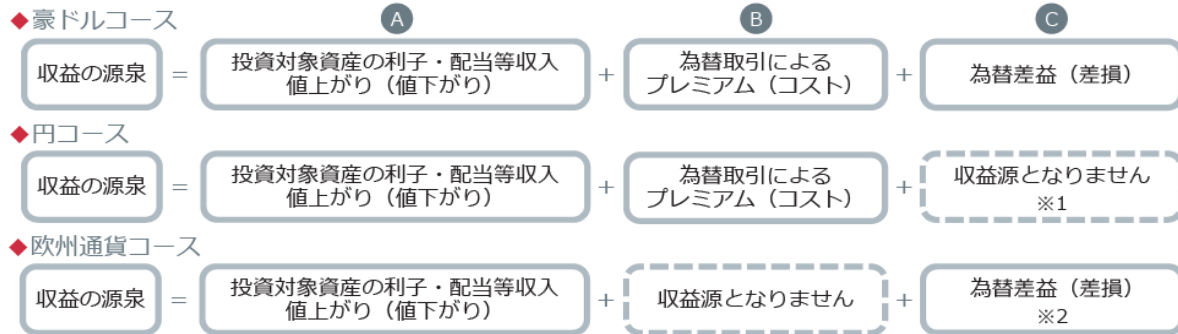 A B C
◆豪ドルコース
収益の源泉 = 投資対象資産の利子・配当等収入 + 為替取引による + 為替差益（差損）
値上がり（値下がり） プレミアム（コスト）
◆円コース
収益の源泉 = 投資対象資産の利子・配当等収入 + 為替取引による + 収益源となりません
値上がり（値下がり） プレミアム（コスト） ※1
◆欧州通貨コース
収益の源泉 = 投資対象資産の利子・配当等収入 + 収益源となりません + 為替差益（差損）
値上がり（値下がり） ※2